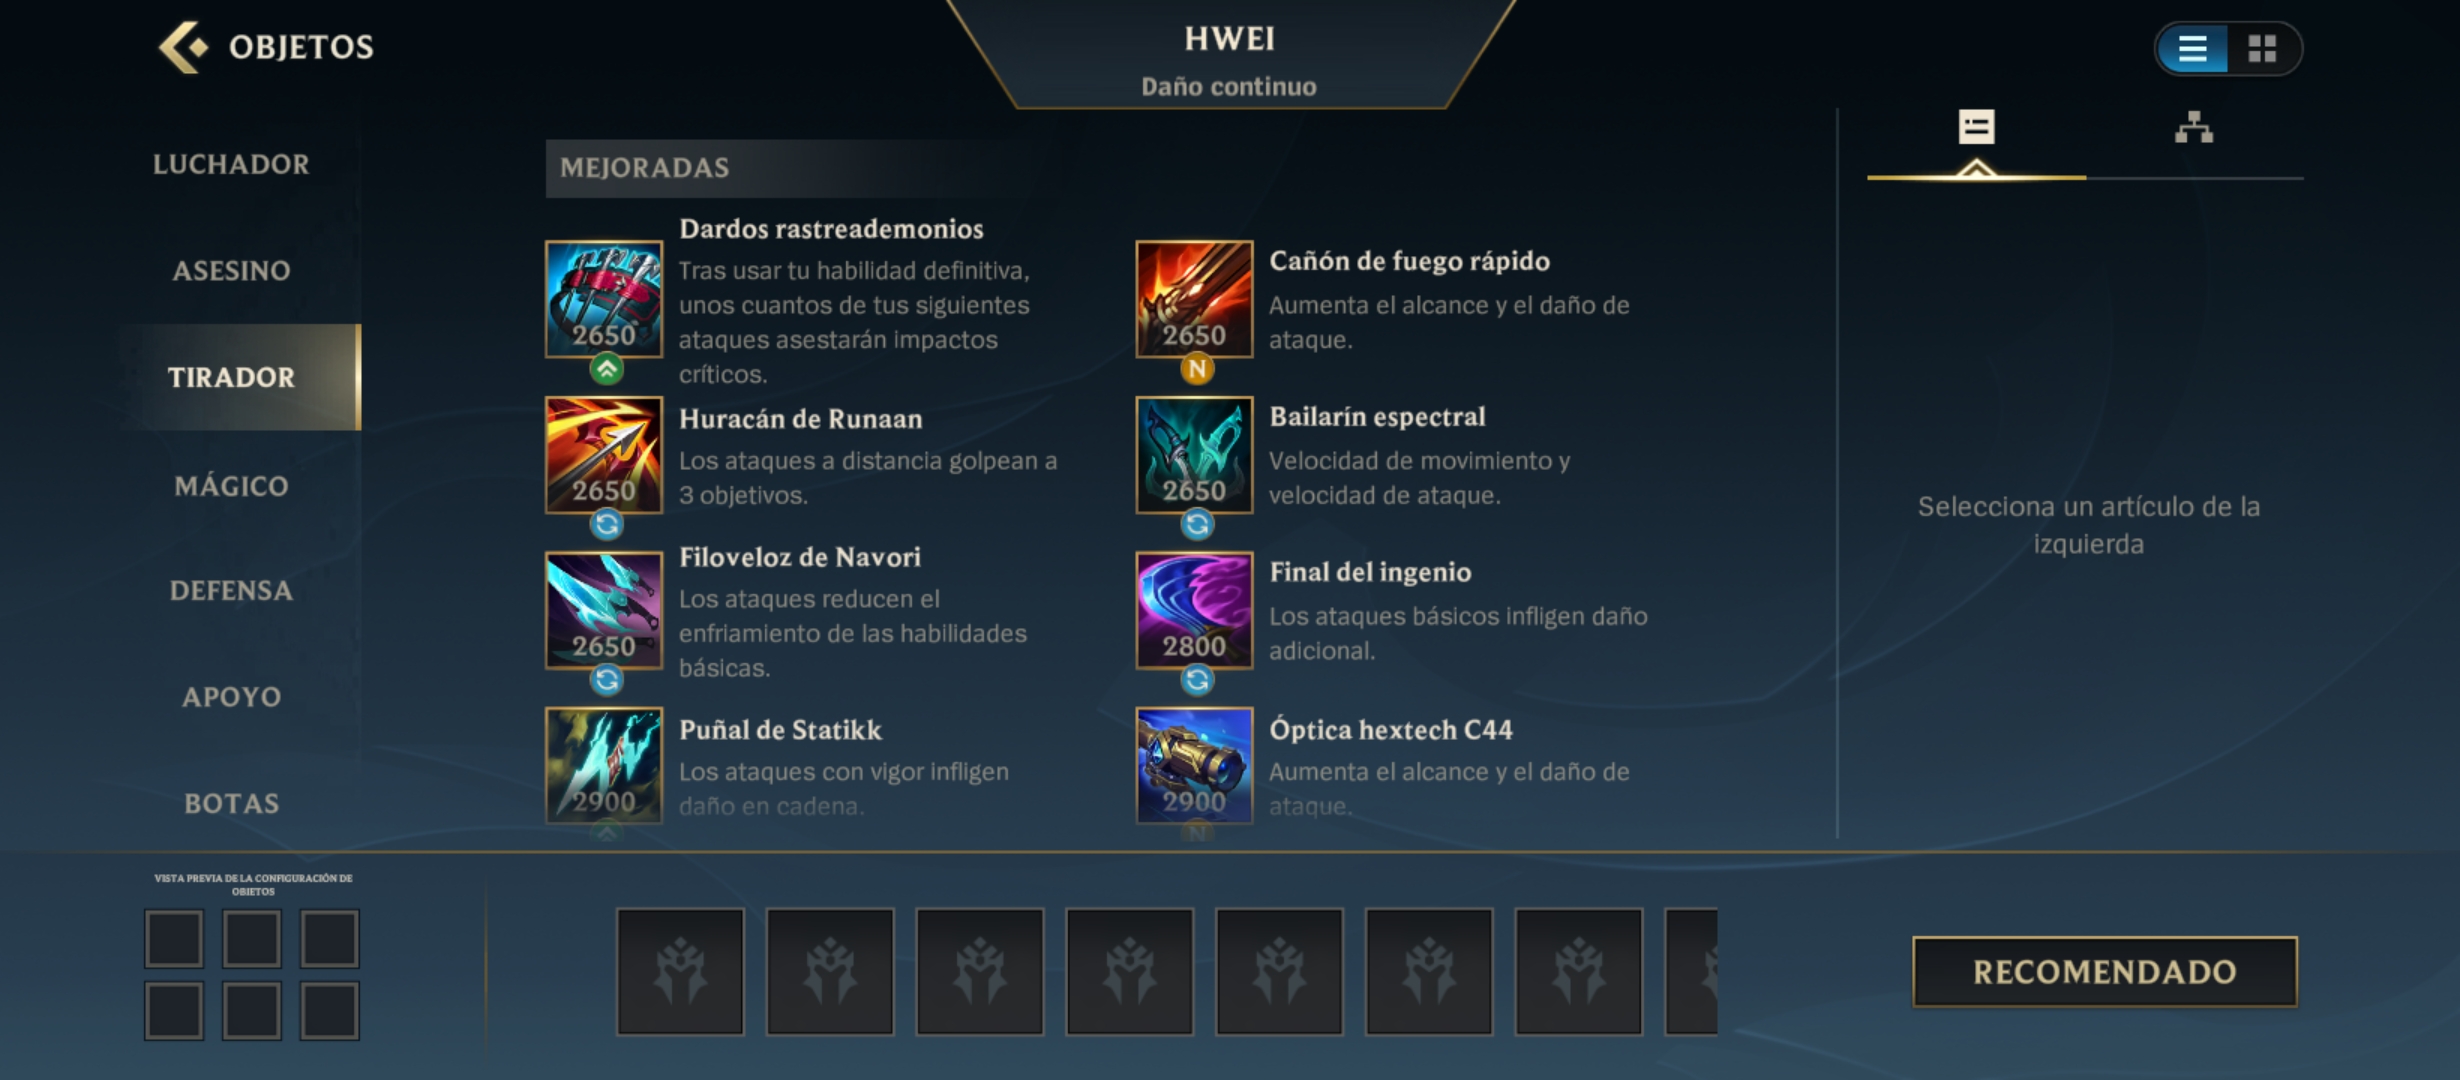 OBJETOS
HWEI
Daño continuo
LUCHADOR
ASESINO
TIRADOR
MÁGICO
DEFENSA
APOYO
BOTAS
MEJORADAS
Dardos rastreademonios
Tras usar tu habilidad definitiva,
unos cuantos de tus siguientes
ataques asestarán impactos
críticos.
2650
Cañón de fuego rápido
Aumenta el alcance y el daño de
ataque.
2650
N
Huracán de Runaan
Los ataques a distancia golpean a
3 objetivos.
2650
Bailarín espectral
Velocidad de movimiento y
velocidad de ataque.
2650
Filoveloz de Navori
Los ataques reducen el
enfriamiento de las habilidades
básicas.
2650
Final del ingenio
Los ataques básicos infligen daño
adicional.
2800
Puñal de Statikk
Los ataques con vigor infligen
daño en cadena.
2900
Óptica hextech C44
Aumenta el alcance y el daño de
ataque.
2900
N
Selecciona un artículo de la
izquierda
VISTA PREVIA DE LA CONFIGURACIÓN DE
OBJETOS
RECOMENDADO